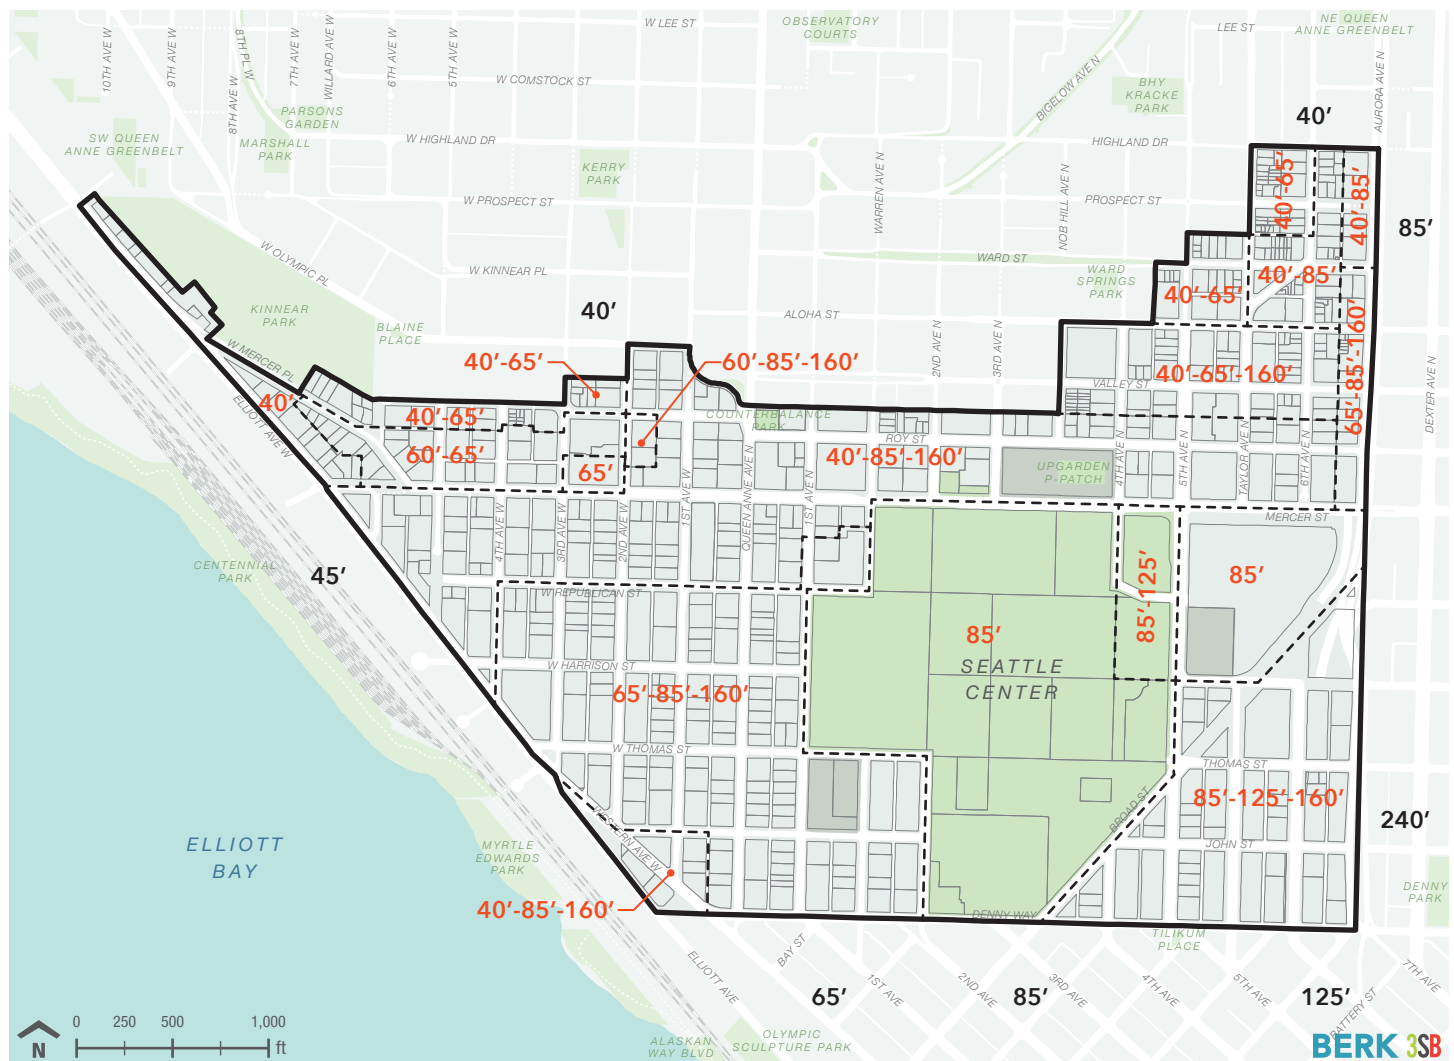 W LEE ST
OBSERVATORY
COURTS
LEE ST
NE QUEEN
ANNE GREENBELT
10TH AVE W
9TH AVE W
8TH PL W
8TH AVE W
7TH AVE W
WILLARD AVE W
6TH AVE W
5TH AVE W
W COMSTOCK ST
BIGELOW AVE N
BHY
KRACKE
PARK
AURORA AVE N
PARSONS
GARDEN
40’
SW QUEEN
ANNE GREENBELT
MARSHALL
PARK
W HIGHLAND DR
HIGHLAND DR
KERRY
PARK
WARREN AVE N
NOB HILL AVE N
40’-65’
40’-85’
W PROSPECT ST
PROSPECT ST
85’
W OLYMPIC PL
W KINNEAR PL
WARD ST
WARD
SPRINGS
PARK
40’-85’
40’-65’
KINNEAR
PARK
40’
ALOHA ST
BLAINE
PLACE
2ND AVE N
3RD AVE N
65’-85’-160’
DEXTER AVE N
W MERCER PL
40’-65’
60’-85’-160’
40’-65’-160’
VALLEY ST
40’
ELLIOTT AVE W
40’-65’
COUNTERBALANCE
PARK
ROY ST
60’-65’
65’
40’-85’-160’
UPGARDEN
P-PATCH
4TH AVE N
5TH AVE N
TAYLOR AVE N
6TH AVE N
4TH AVE W
3RD AVE W
2ND AVE W
1ST AVE W
QUEEN ANNE AVE N
1ST AVE N
MERCER ST
CENTENNIAL
PARK
45’
W REPUBLICAN ST
85’-125’
85’
85’
SEATTLE
CENTER
W HARRISON ST
65’-85’-160’
W THOMAS ST
THOMAS ST
85’-125’-160’
BROAD ST
240’
WESTERN AVE W
JOHN ST
ELLIOTT
BAY
MYRTLE
EDWARDS
PARK
40’-85’-160’
DENNY WAY
DENNY
PARK
TILIKUM
PLACE
ELLIOTT AVE
BAY ST
1ST AVE
2ND AVE
3RD AVE
4TH AVE
5TH AVE
7TH AVE
BATTERY ST
65’
85’
125’
0 250 500 1,000
ft
N
ALASKAN
WAY BLVD
OLYMPIC
SCULPTURE PARK
BERK 3SB